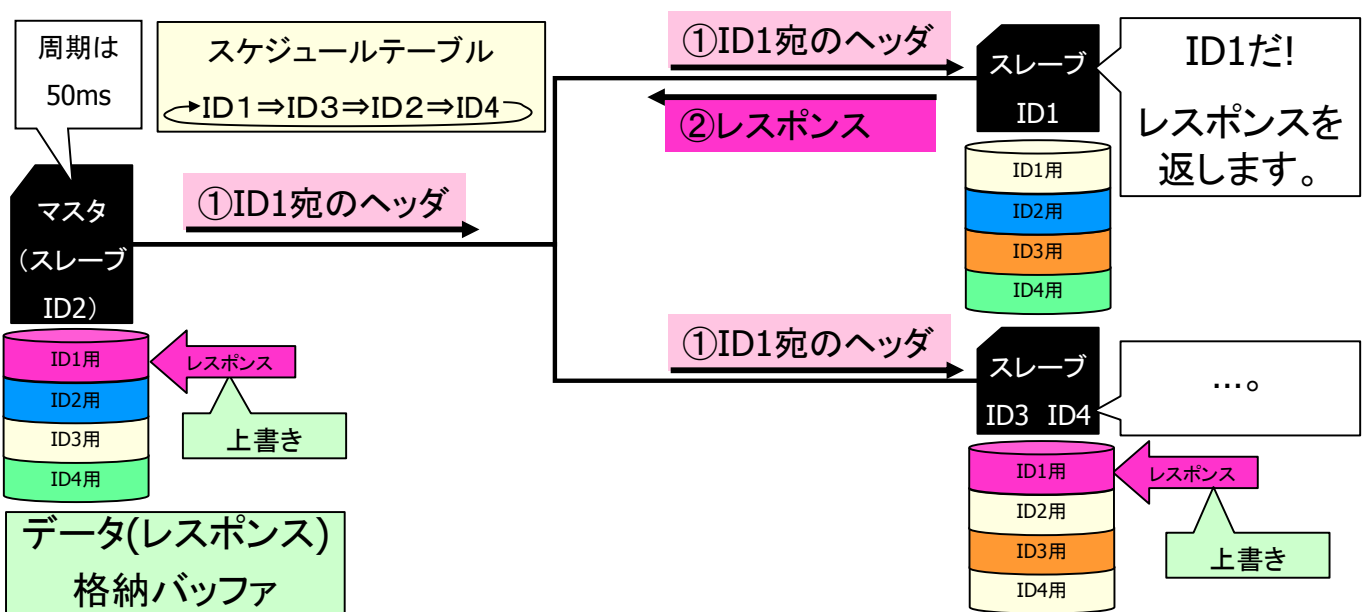 周期は
50ms
スケジュールテーブル
ID1⇒ID3⇒ID2⇒ID4
マスタ
(スレーブ
ID2)
①ID1宛のヘッダ
ID1用
ID2用
ID3用
ID4用
レスポンス
上書き
データ(レスポンス)
格納バッファ
①ID1宛のヘッダ
②レスポンス
スレーブ
ID1
ID1だ!
レスポンスを
返します。
ID1用
ID2用
ID3用
ID4用
①ID1宛のヘッダ
スレーブ
ID3 ID4
…。
ID1用
ID2用
ID3用
ID4用
レスポンス
上書き